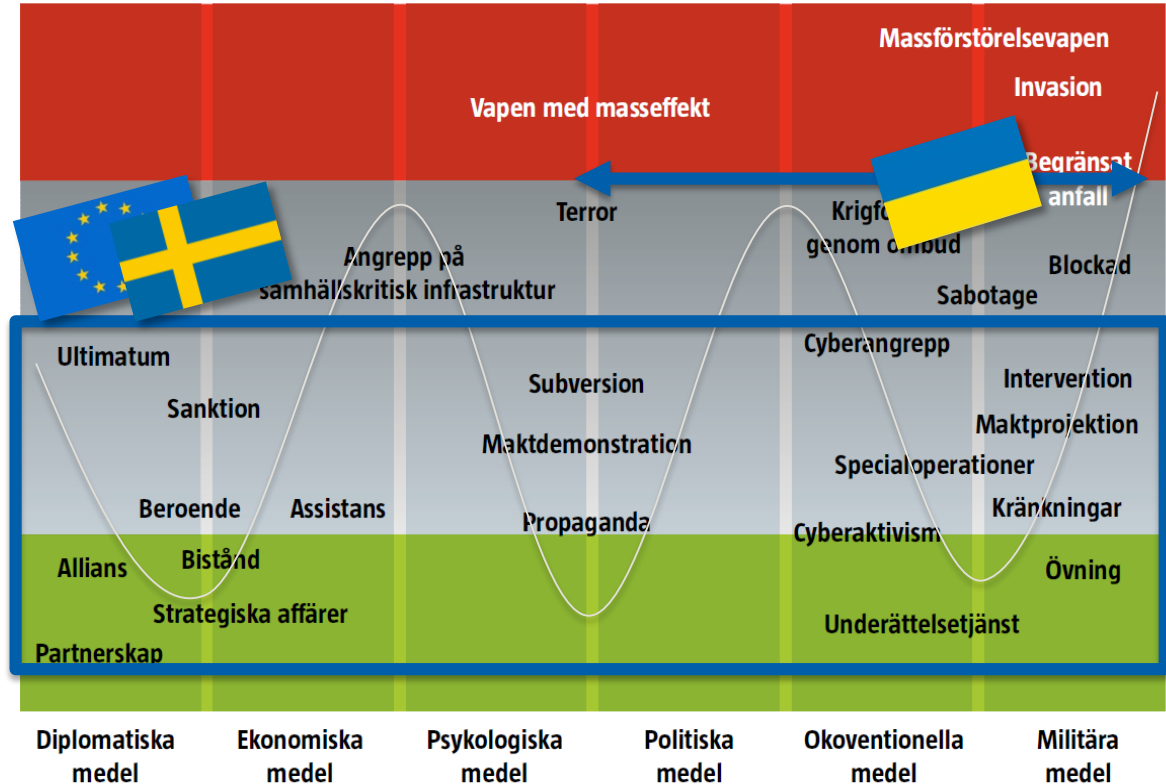 Massförstörelsevapen
Invasion
Vapen med masseffekt
Begränsat
anfall
Terror
genom ombud
Angrepp på
samhällskritisk infrastruktur
Blockad
Sabotage
Ultimatum
Cyberangrepp
Subversion
Intervention
Sanktion
Maktprojektion
Maktdemonstration
Specialoperationer
Beroende
Assistans
Kränkningar
Propaganda
Cyberaktivism
Allians
Bistånd
Övning
Strategiska affärer
Underättelsetjänst
Partnerskap
Diplomatiska
medel
Ekonomiska
medel
Psykologiska
medel
Politiska
medel
Okoventionella
medel
Militära
medel